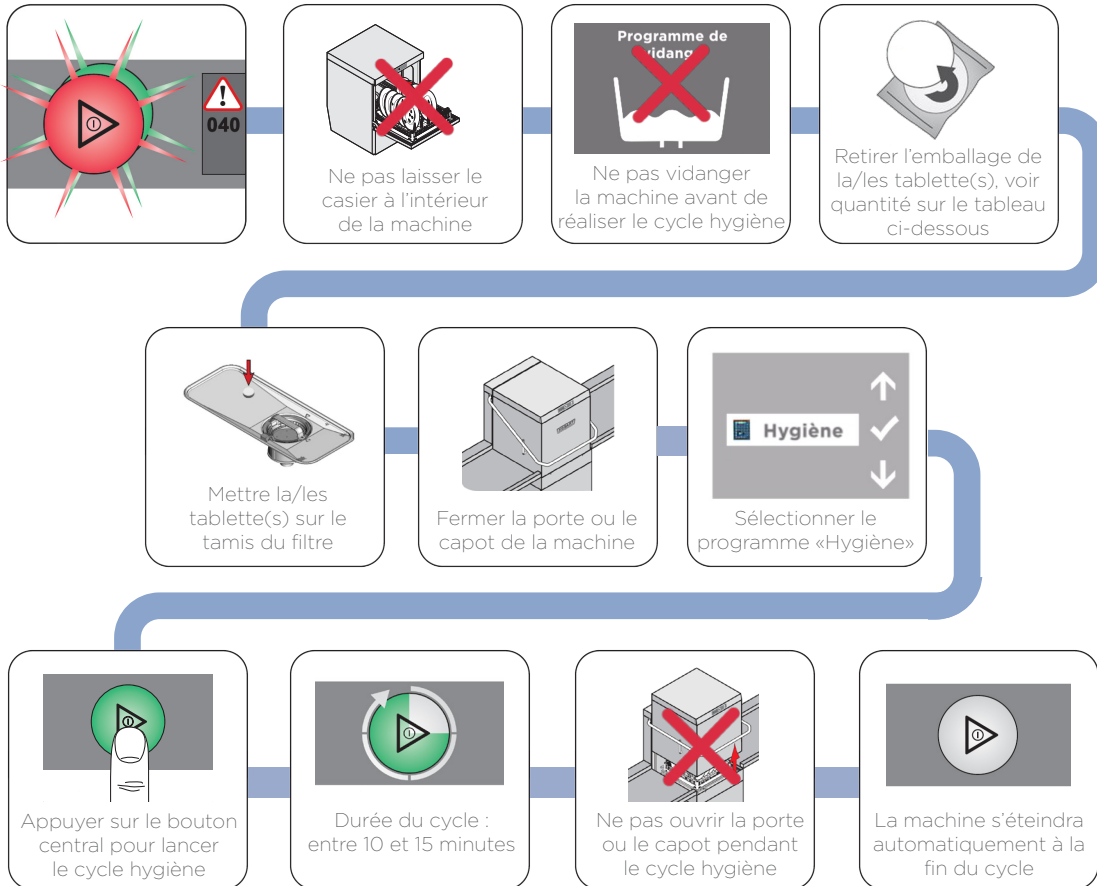 040
Ne pas laisser le
casier à l'intérieur
de la machine
Programme de
vidange
Ne pas vidanger
la machine avant de
réaliser le cycle hygiène
Retirer l'emballage de
la/les tablette(s), voir
quantité sur le tableau
ci-dessous
Mettre la/les
tablette(s) sur le
tamis du filtre
Fermer la porte ou le
capot de la machine
Hygiène
Sélectionner le
programme «Hygiène»
Appuyer sur le bouton
central pour lancer
le cycle hygiène
Durée du cycle :
entre 10 et 15 minutes
Ne pas ouvrir la porte
ou le capot pendant
le cycle hygiène
La machine s'éteindra
automatiquement à la
fin du cycle